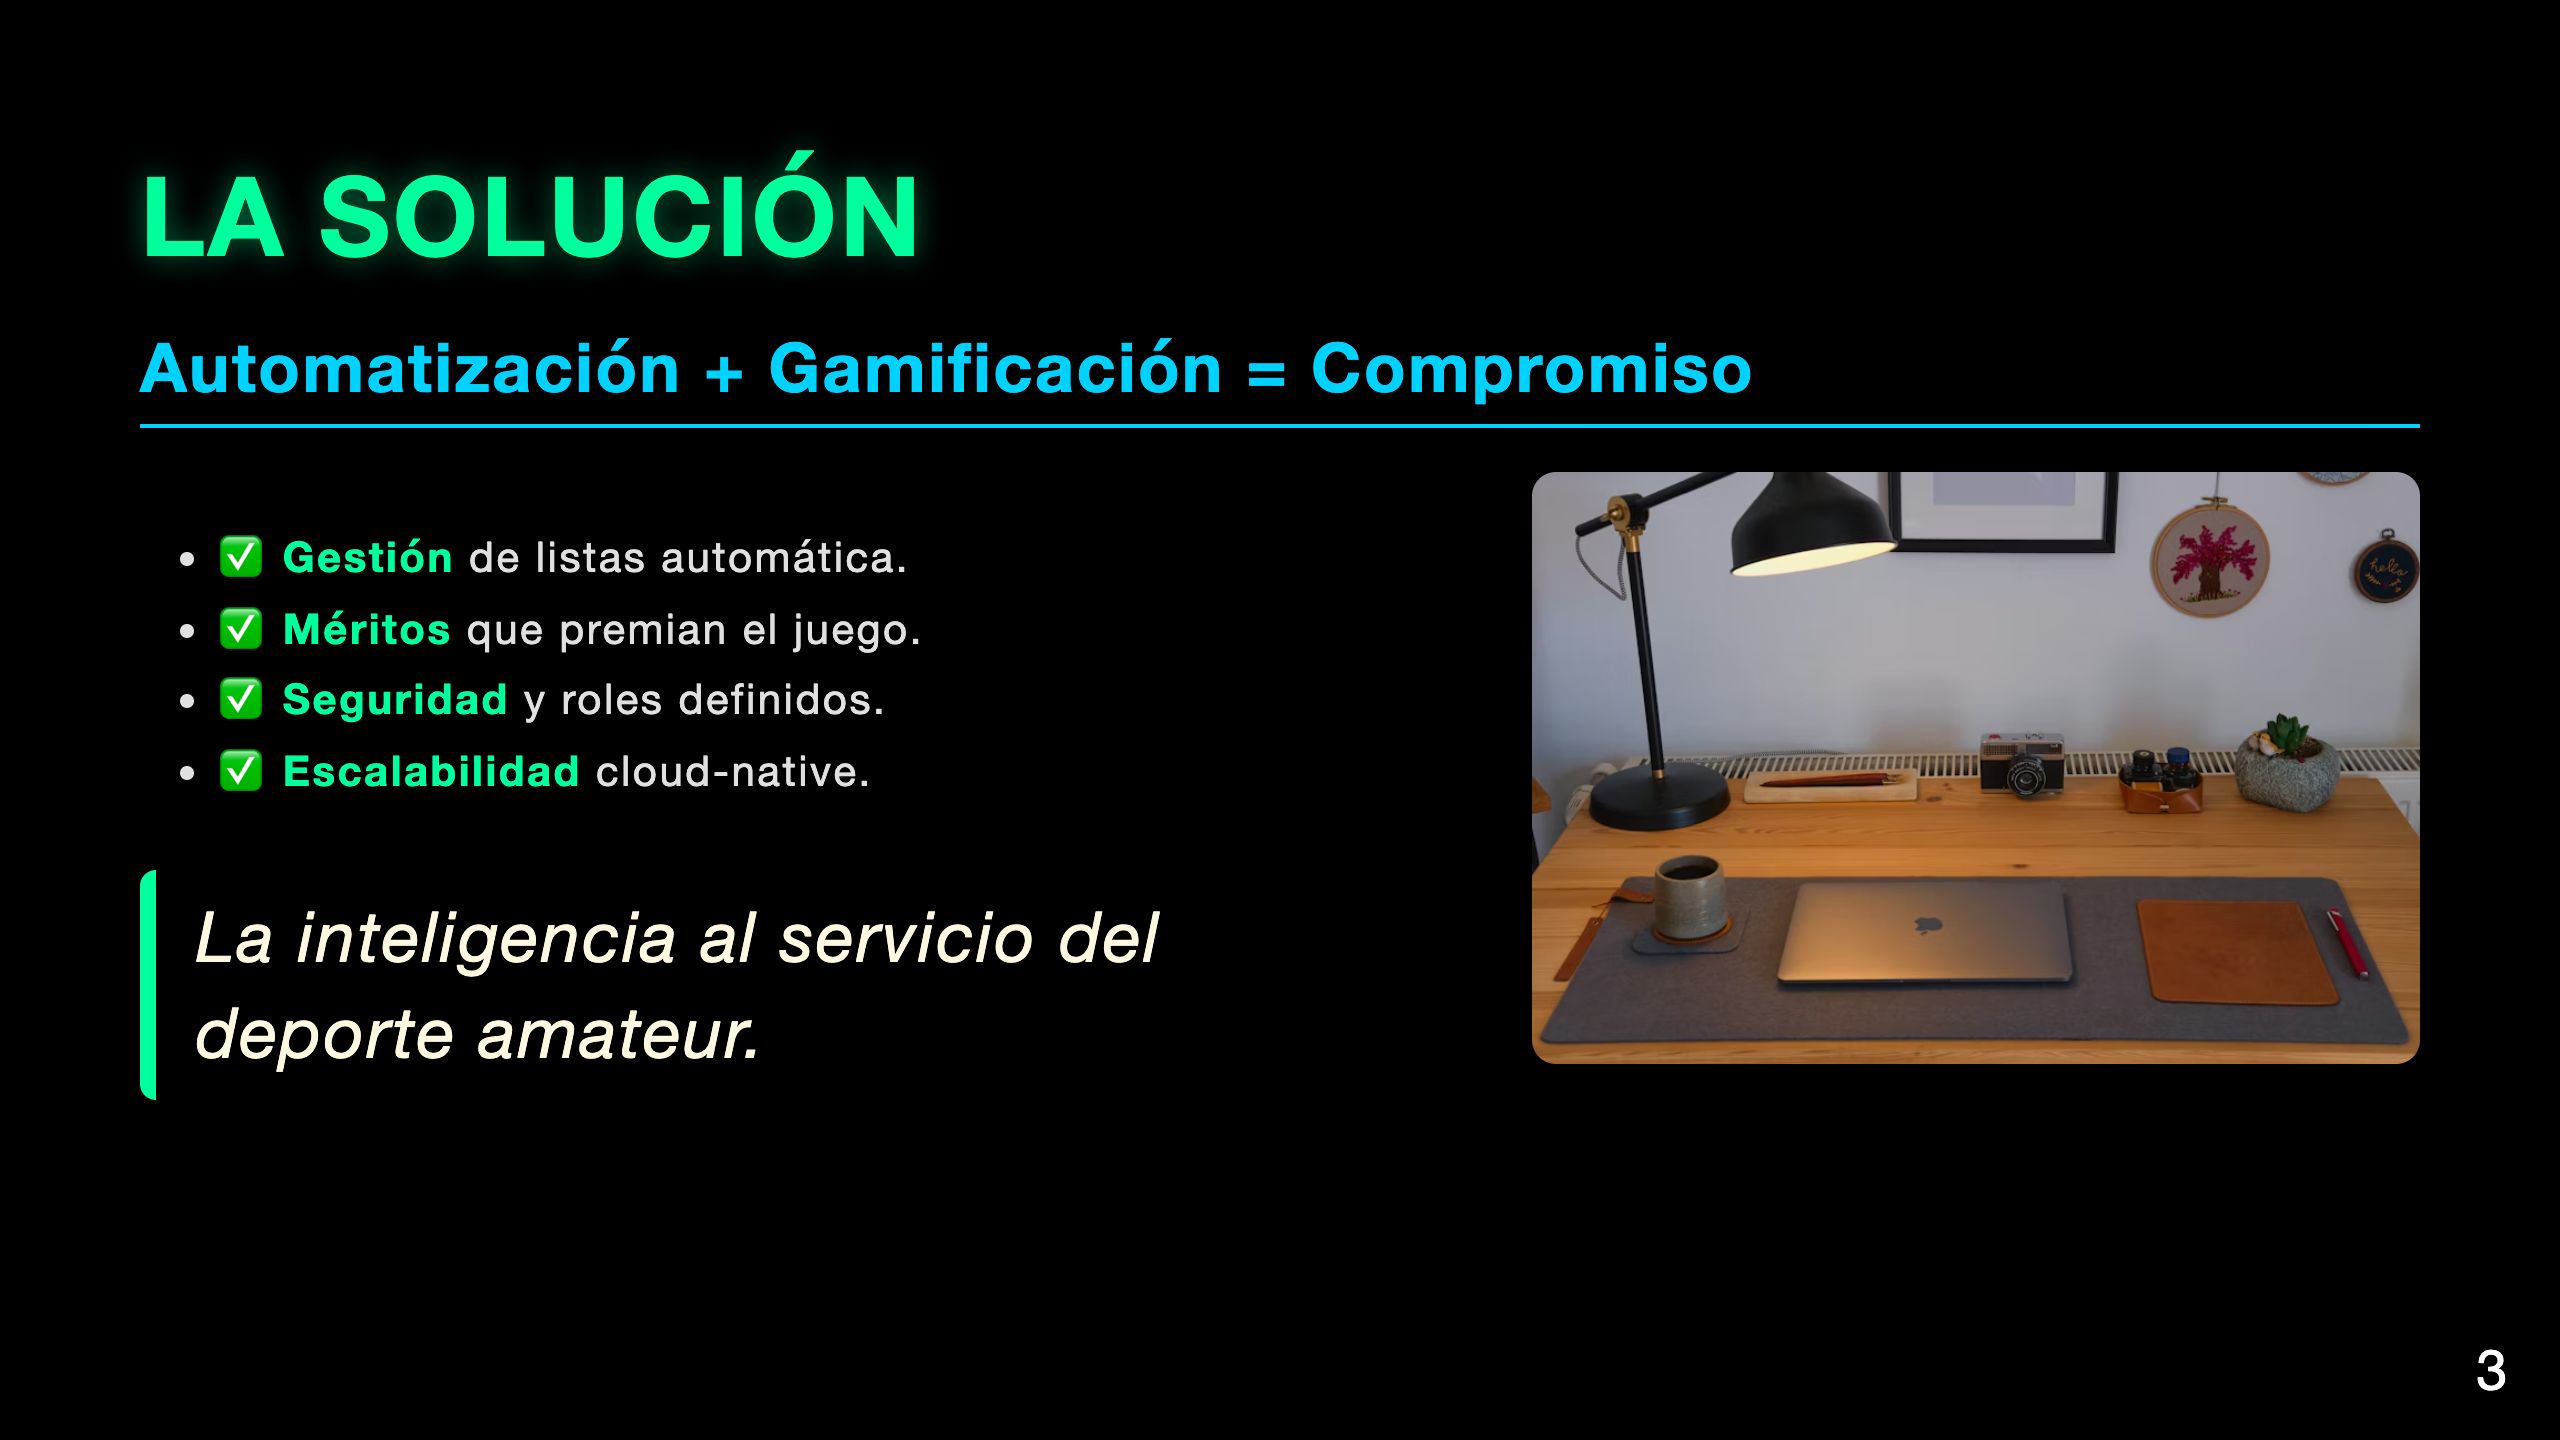 LA SOLUCIÓN
Automatización + Gamificación = Compromiso
• ✅ Gestión de listas automática.
• ✅ Méritos que premian el juego.
• ✅ Seguridad y roles definidos.
• ✅ Escalabilidad cloud-native.
La inteligencia al servicio del
deporte amateur.
hello
3